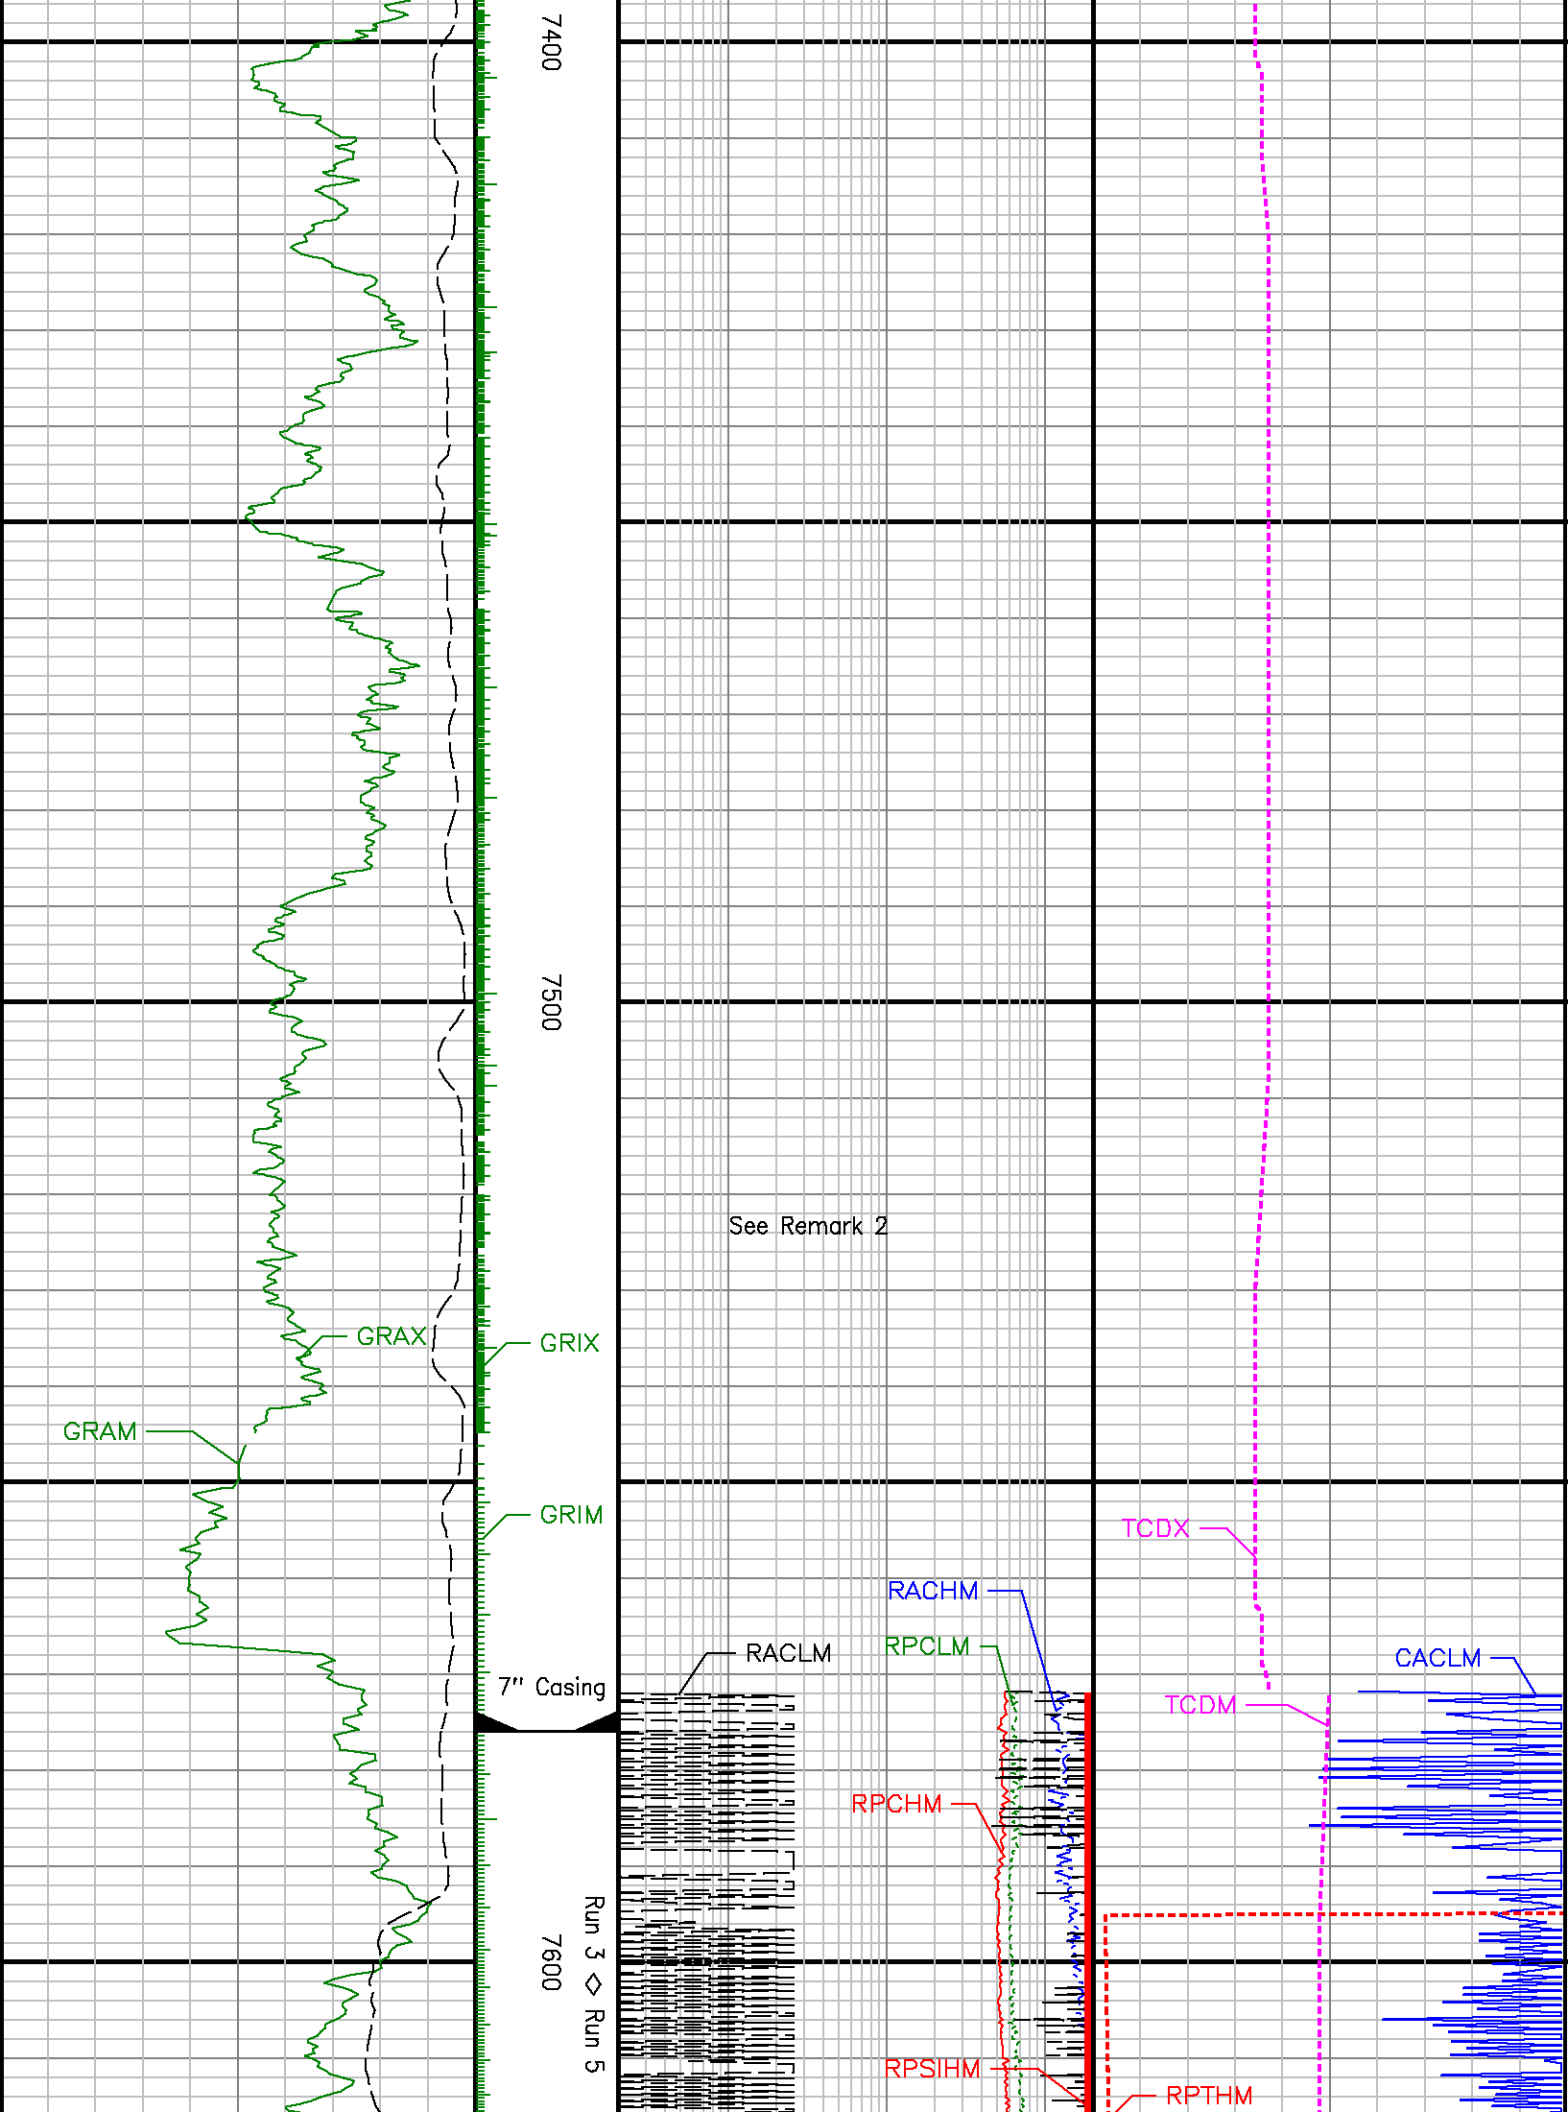 7400
7500
See Remark 2
GRAX
GRIX
GRAM
GRIM
TCDX
RACHM
RPCLM
RACLM
CACLM
7" Casing
TCDM
RPCHM
Run 3 ◇ Run 5
7600
RPSIHM
RPTHM